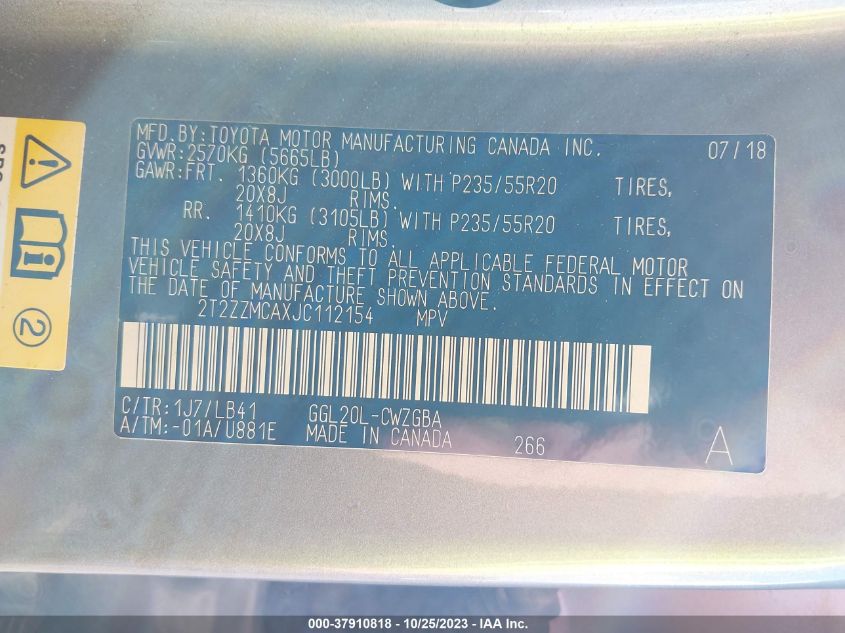 MFD.BY:TOYOTA MOTOR MANUFACTURING CANADA INC. 07/18
GVWR:2570KG (5665LB)
GAWR:FRT. 1360KG (3000LB) WITH P235/55R20 TIRES,
20X8J RIMS.
RR. 1410KG (3105LB) WITH P235/55R20 TIRES,
20X8J RIMS.
THIS VEHICLE CONFORMS TO ALL APPLICABLE FEDERAL MOTOR
VEHICLE SAFETY AND THEFT PREVENTION STANDARDS IN EFFECT ON
THE DATE OF MANUFACTURE SHOWN ABOVE.
2T2ZZMCAXJC112154 MPV
C/TR:1J7/LB41 GGL20L-CWZGBA
A/TM:-01A/U881E MADE IN CANADA 266 A
2
000-37910818 - 10/25/2023 - IAA Inc.